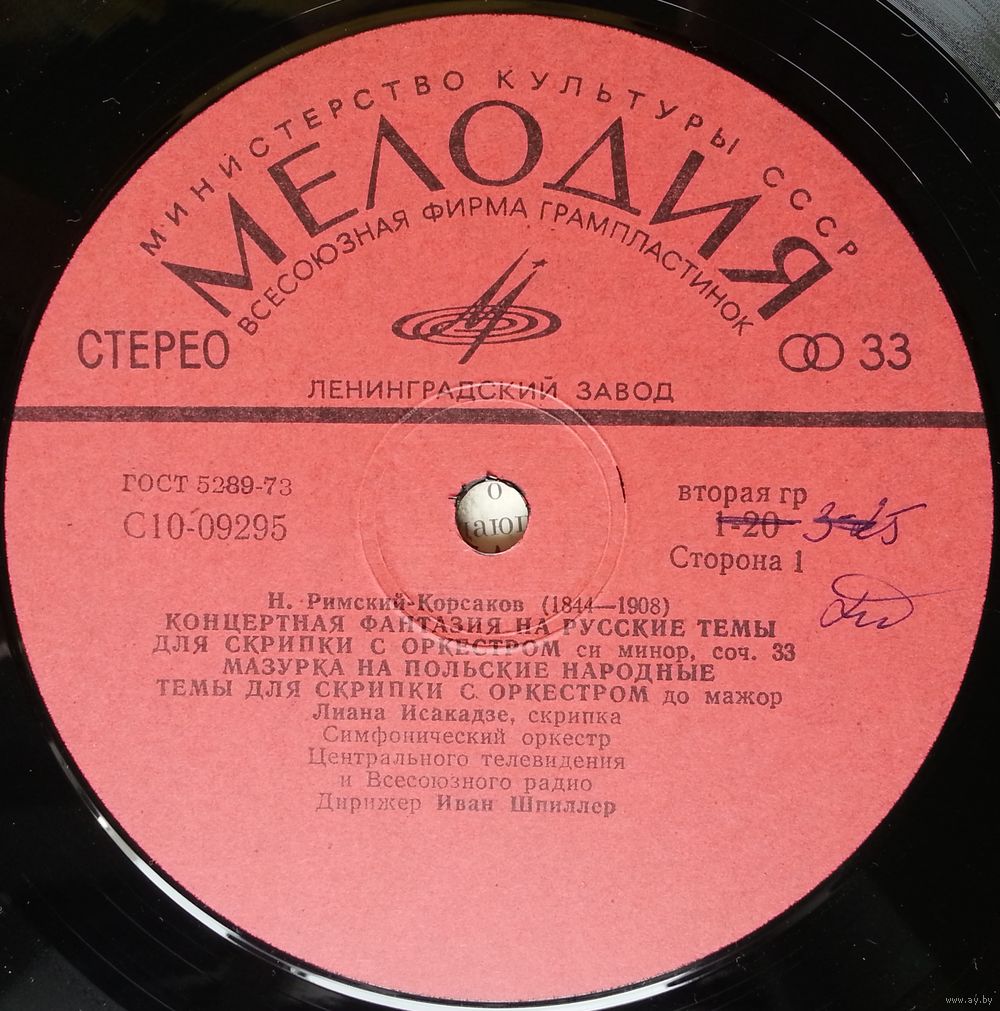 МИНИСТЕРСТВО КУЛЬТУРЫ СССР
МЕЛОДИЯ
ВСЕСОЮЗНАЯ ФИРМА ГРАМПЛАСТИНОК
СТЕРЕО
33
ЛЕНИНГРАДСКИЙ ЗАВОД
ГОСТ 5289-73
С10-09295
вторая гр
1-20
Сторона 1
Н. Римский-Корсаков (1844—1908)
КОНЦЕРТНАЯ ФАНТАЗИЯ НА РУССКИЕ ТЕМЫ
ДЛЯ СКРИПКИ С ОРКЕСТРОМ си минор, соч. 33
МАЗУРКА НА ПОЛЬСКИЕ НАРОДНЫЕ
ТЕМЫ ДЛЯ СКРИПКИ С ОРКЕСТРОМ до мажор
Лиана Исакадзе, скрипка
Симфонический оркестр
Центрального телевидения
и Всесоюзного радио
Дирижер Иван Шпиллер
www.ay.by